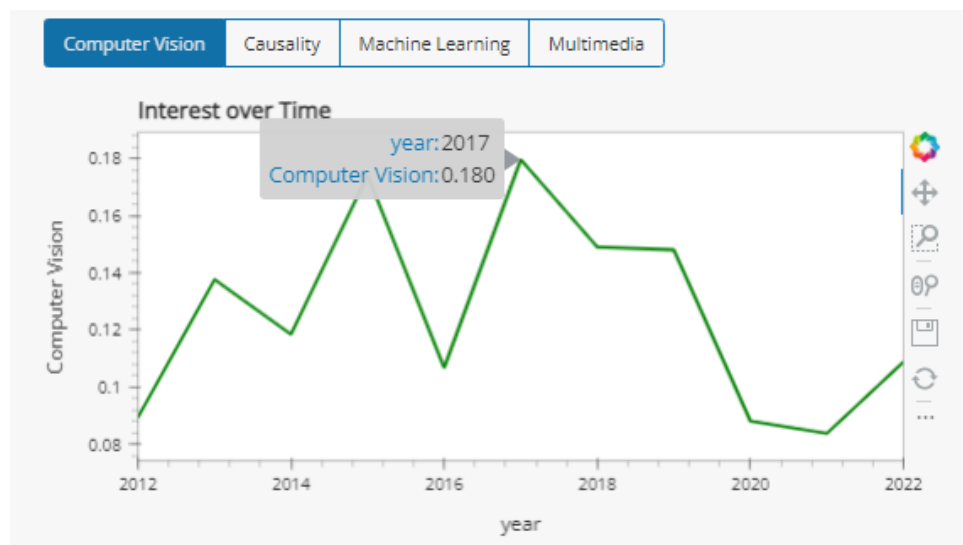 Computer Vision Causality Machine Learning Multimedia
Interest over Time
year:2017
Computer Vision:0.180
0.18
0.16
0.14
0.12
0.1
0.08
Computer Vision
2012 2014 2016 2018 2020 2022
year